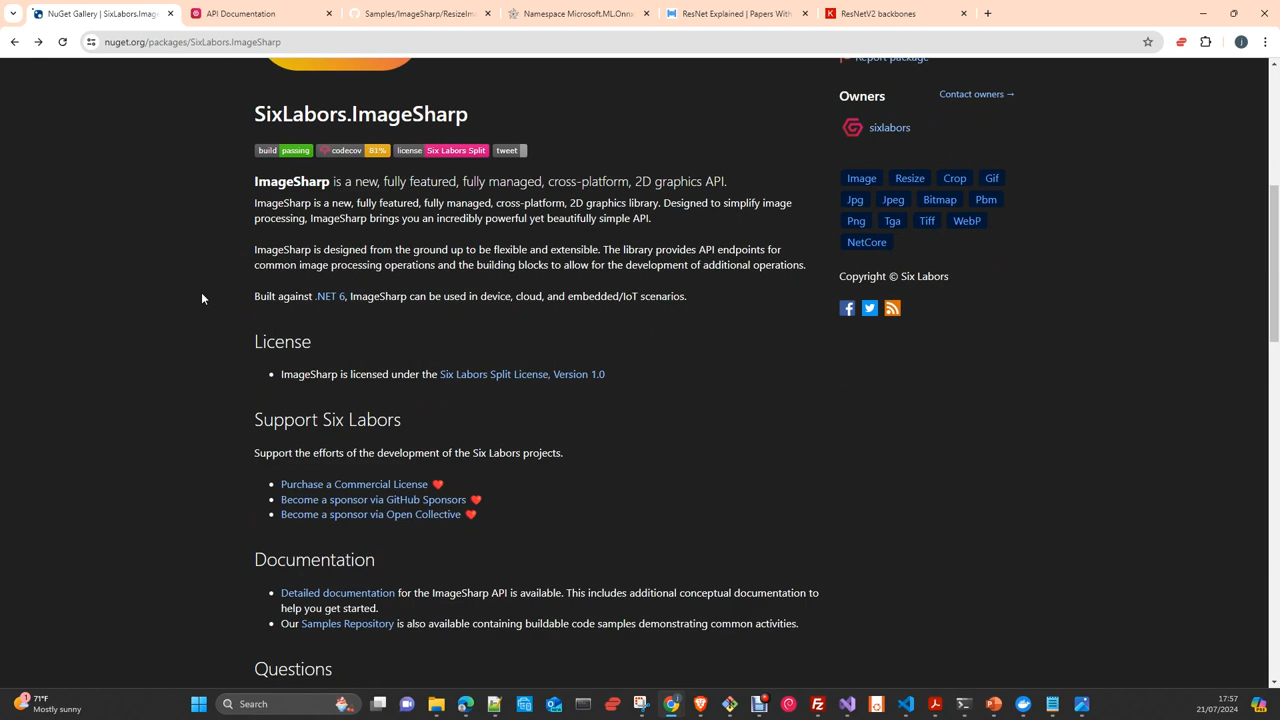 NuGet Gallery | SixLabors.Imag
API Documentation
Samples/ImageSharp/ResizeIm
Namespace Microsoft.ML.Onn
ResNet Explained | Papers With
ResNetV2 backbones
nuget.org/packages/SixLabors.ImageSharp
Report package
SixLabors.ImageSharp
Owners
Contact owners →
sixlabors
build passing codecov 81% license Six Labors Split tweet
ImageSharp is a new, fully featured, fully managed, cross-platform, 2D graphics API.
ImageSharp is a new, fully featured, fully managed, cross-platform, 2D graphics library. Designed to simplify image
processing, ImageSharp brings you an incredibly powerful yet beautifully simple API.
ImageSharp is designed from the ground up to be flexible and extensible. The library provides API endpoints for
common image processing operations and the building blocks to allow for the development of additional operations.
Built against .NET 6, ImageSharp can be used in device, cloud, and embedded/IoT scenarios.
Image Resize Crop Gif
Jpg Jpeg Bitmap Pbm
Png Tga Tiff WebP
NetCore
Copyright © Six Labors
License
• ImageSharp is licensed under the Six Labors Split License, Version 1.0
Support Six Labors
Support the efforts of the development of the Six Labors projects.
• Purchase a Commercial License ❤️
• Become a sponsor via GitHub Sponsors ❤️
• Become a sponsor via Open Collective ❤️
Documentation
• Detailed documentation for the ImageSharp API is available. This includes additional conceptual documentation to
help you get started.
• Our Samples Repository is also available containing buildable code samples demonstrating common activities.
Questions
71°F
Mostly sunny
Search
17:57
21/07/2024